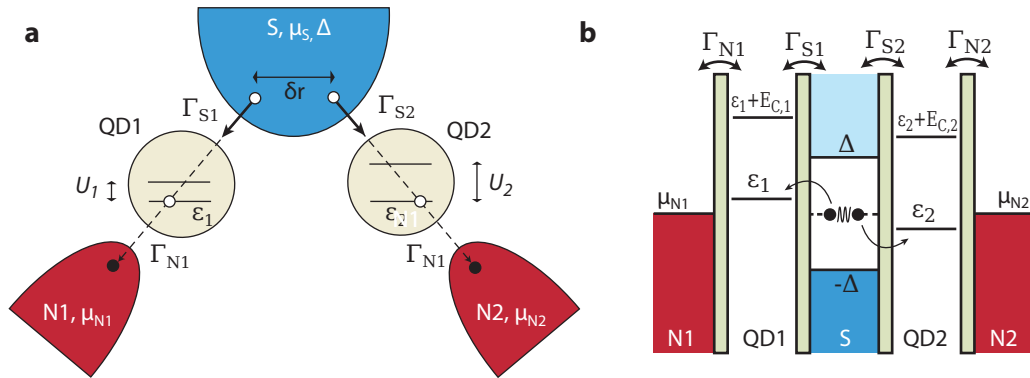 a
S, μS, Δ
δr
ΓS1
ΓS2
QD1
QD2
U1
U2
ε1
ε2
N1
ΓN1
ΓN1
N1, μN1
N2, μN2
b
ΓN1
ΓS1
ΓS2
ΓN2
ε1+EC,1
ε2+EC,2
Δ
ε1
ε2
μN1
μN2
-Δ
N1
QD1
S
QD2
N2